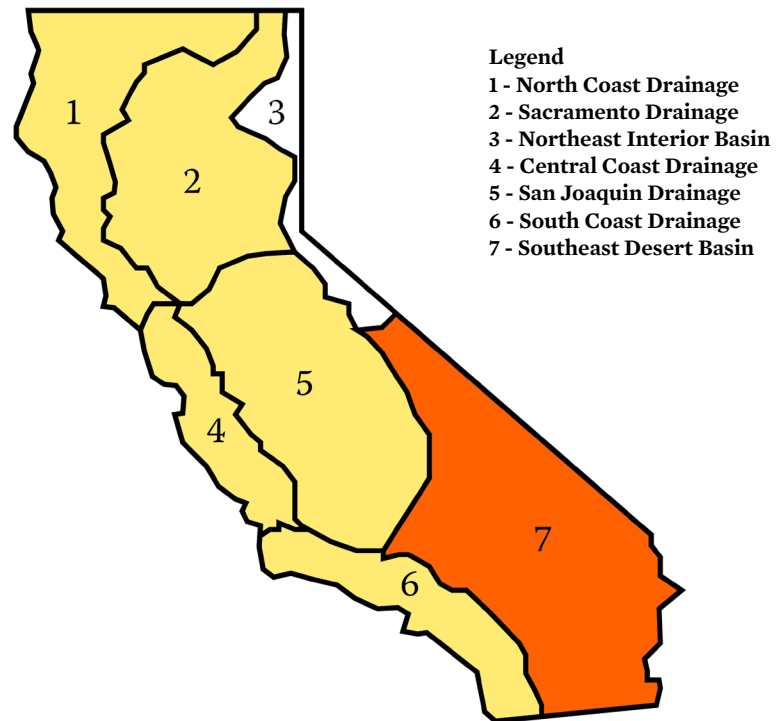 Legend
1 - North Coast Drainage
2 - Sacramento Drainage
3 - Northeast Interior Basin
4 - Central Coast Drainage
5 - San Joaquin Drainage
6 - South Coast Drainage
7 - Southeast Desert Basin
1
3
2
5
4
7
6